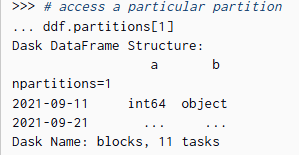 >>> # access a particular partition
... ddf.partitions[1]
Dask DataFrame Structure:
a b
npartitions=1
2021-09-11 int64 object
2021-09-21 ... ...
Dask Name: blocks, 11 tasks